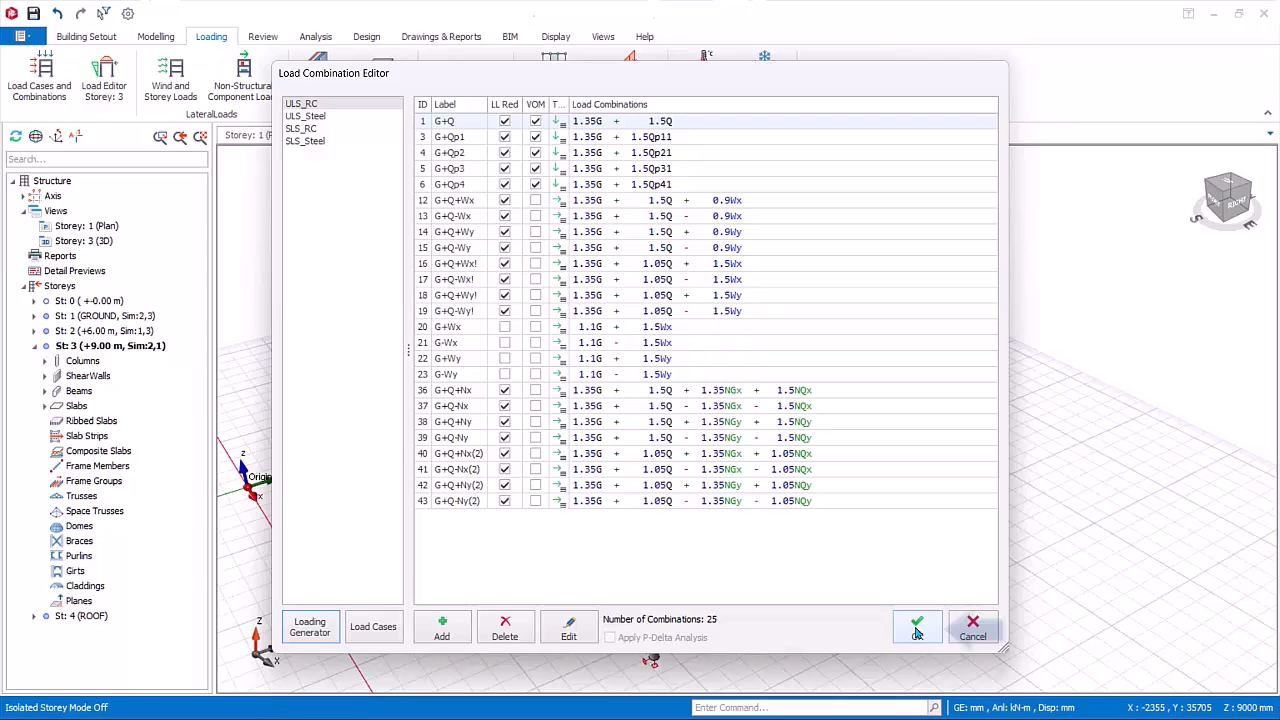 Building Setout Modelling Loading Review Analysis Design Drawings & Reports BIM Display Views Help
Load Cases and Combinations
Load Editor Storey: 3
Wind and Storey Loads
Non-Structural Component Loa
LateralLoads
Search...
Structure
Axis
Views
Storey: 1 (Plan)
Storey: 3 (3D)
Reports
Detail Previews
Storeys
St: 0 ( +-0.00 m)
St: 1 (GROUND, Sim:2,3)
St: 2 (+6.00 m, Sim:1,3)
St: 3 (+9.00 m, Sim:2,1)
Columns
ShearWalls
Beams
Slabs
Ribbed Slabs
Slab Strips
Composite Slabs
Frame Members
Frame Groups
Trusses
Space Trusses
Domes
Braces
Purlins
Girts
Claddings
Planes
St: 4 (ROOF)
Storey: 1 (
Load Combination Editor
ULS_RC
ULS_Steel
SLS_RC
SLS_Steel
ID Label LL Red VOM T... Load Combinations
1 G+Q 1.35G + 1.5Q
3 G+Qp1 1.35G + 1.5Qp11
4 G+Qp2 1.35G + 1.5Qp21
5 G+Qp3 1.35G + 1.5Qp31
6 G+Qp4 1.35G + 1.5Qp41
12 G+Q+Wx 1.35G + 1.5Q + 0.9Wx
13 G+Q-Wx 1.35G + 1.5Q - 0.9Wx
14 G+Q+Wy 1.35G + 1.5Q + 0.9Wy
15 G+Q-Wy 1.35G + 1.5Q - 0.9Wy
16 G+Q+Wx! 1.35G + 1.05Q + 1.5Wx
17 G+Q-Wx! 1.35G + 1.05Q - 1.5Wx
18 G+Q+Wy! 1.35G + 1.05Q + 1.5Wy
19 G+Q-Wy! 1.35G + 1.05Q - 1.5Wy
20 G+Wx 1.1G + 1.5Wx
21 G-Wx 1.1G - 1.5Wx
22 G+Wy 1.1G + 1.5Wy
23 G-Wy 1.1G - 1.5Wy
36 G+Q+Nx 1.35G + 1.5Q + 1.35NGx + 1.5NQx
37 G+Q-Nx 1.35G + 1.5Q - 1.35NGx - 1.5NQx
38 G+Q+Ny 1.35G + 1.5Q + 1.35NGy + 1.5NQy
39 G+Q-Ny 1.35G + 1.5Q - 1.35NGy - 1.5NQy
40 G+Q+Nx(2) 1.35G + 1.05Q + 1.35NGx + 1.05NQx
41 G+Q-Nx(2) 1.35G + 1.05Q - 1.35NGx - 1.05NQx
42 G+Q+Ny(2) 1.35G + 1.05Q + 1.35NGy + 1.05NQy
43 G+Q-Ny(2) 1.35G + 1.05Q - 1.35NGy - 1.05NQy
Loading Generator
Load Cases
Add
Delete
Edit
Number of Combinations: 25
Apply P-Delta Analysis
Cancel
RIGHT
S
E
z
Origin
x
Z
X
Isolated Storey Mode Off
Enter Command...
GE: mm , Anl: kN-m , Disp: mm
X : -2355 , Y : 35705 Z : 9000 mm